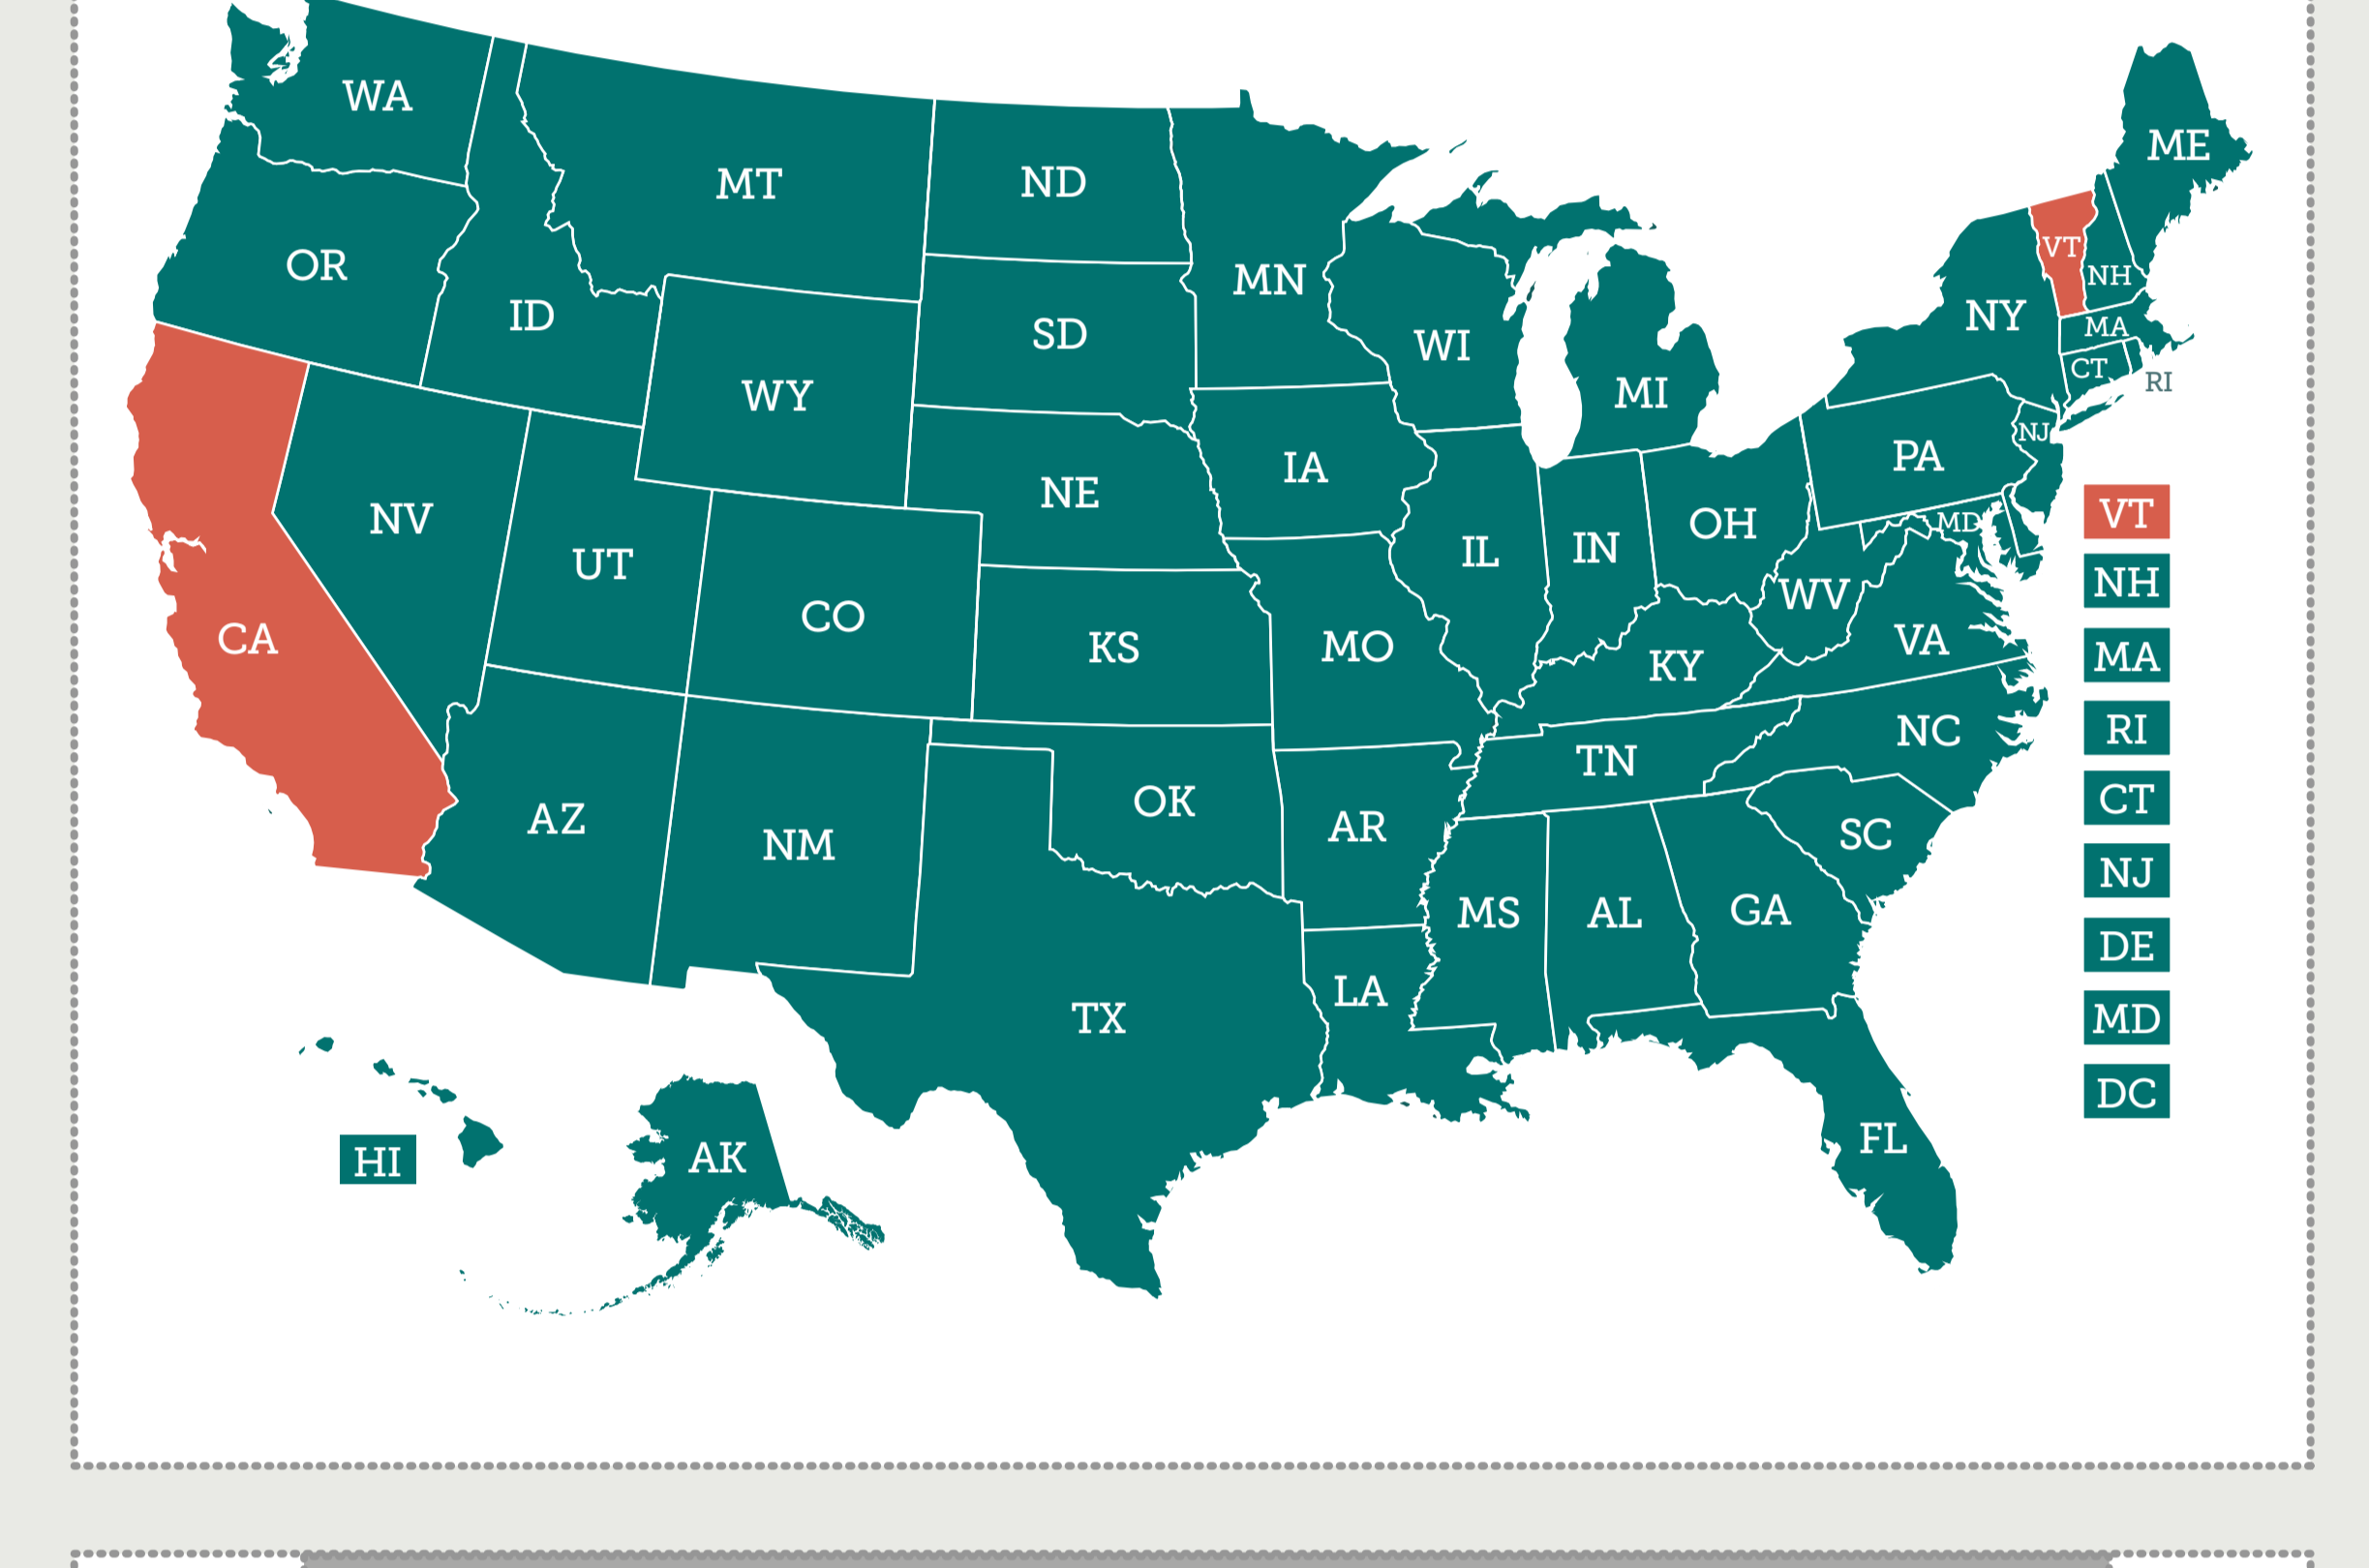 WA
MT
ND
ME
OR
ID
MN
VT
NH
SD
WI
NY
MA
WY
MI
CT
RI
NV
NE
IA
PA
NJ
UT
IL
IN
OH
MD
VT
CO
KS
MO
WV
NH
CA
KY
VA
MA
AZ
NM
OK
TN
NC
RI
AR
SC
CT
MS
AL
GA
NJ
TX
LA
DE
MD
HI
AK
FL
DC